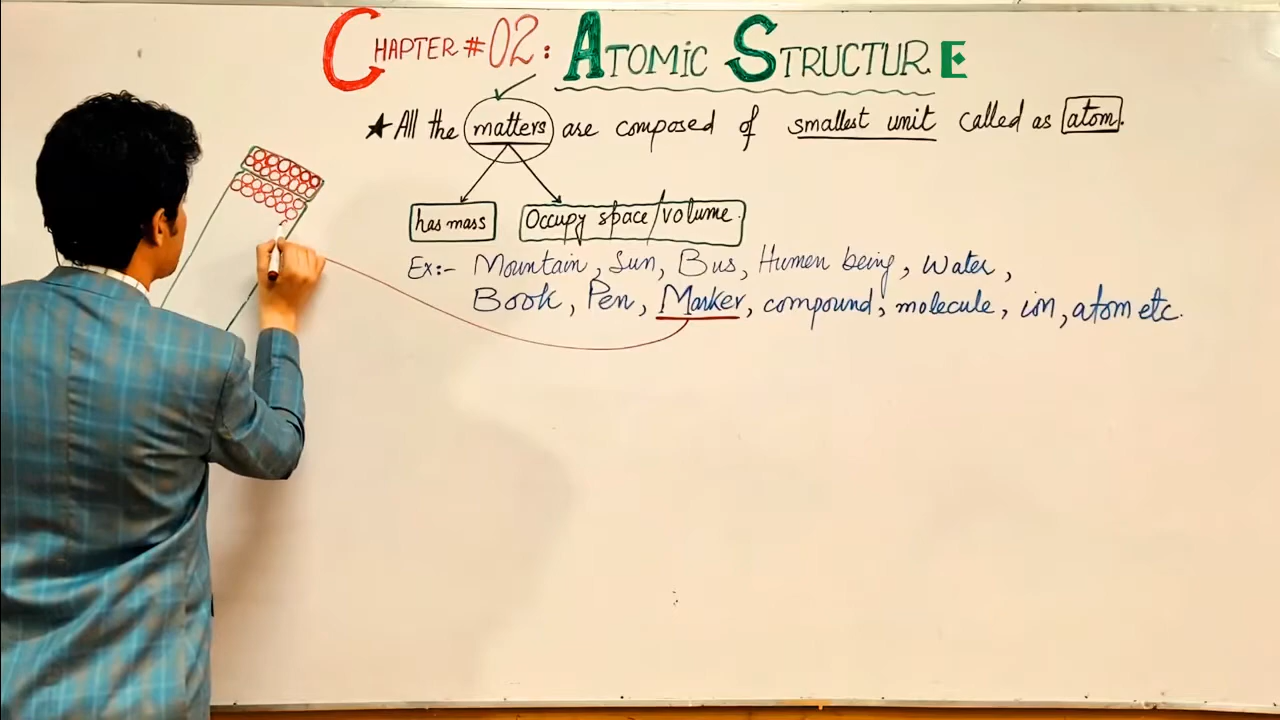 CHAPTER # 02: ATOMIC STRUCTURE
★ All the matters are composed of smallest unit called as atom.
has mass Occupy space/volume.
Ex:- Mountain, Sun, Bus, Humen being, Water,
Book, Pen, Marker, compound, molecule, ion, atom etc.